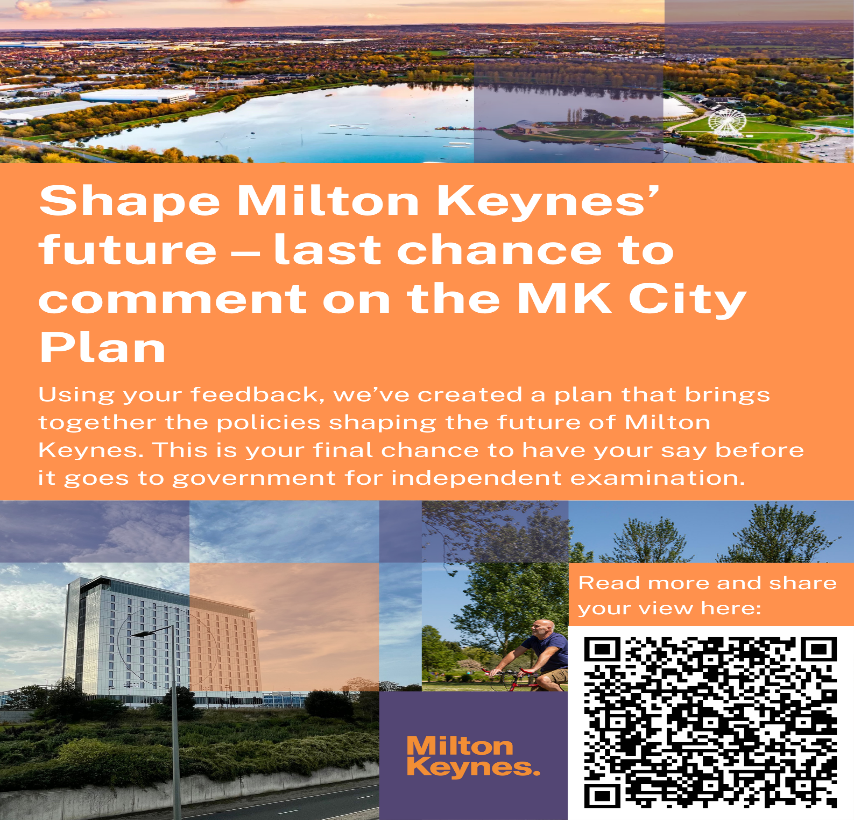 Shape Milton Keynes’
future – last chance to
comment on the MK City
Plan
Using your feedback, we’ve created a plan that brings
together the policies shaping the future of Milton
Keynes. This is your final chance to have your say before
it goes to government for independent examination.
Read more and share
your view here:
Milton
Keynes.